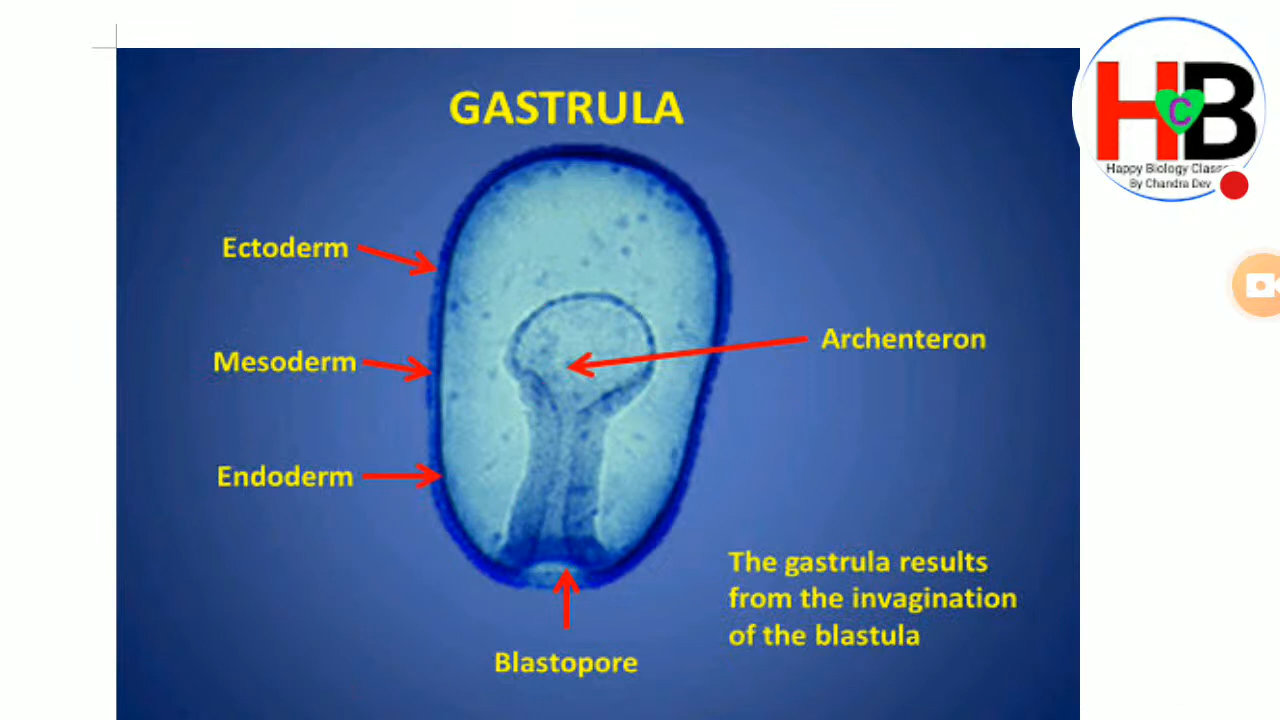 GASTRULA
Ectoderm
Mesoderm
Endoderm
Archenteron
Blastopore
The gastrula results
from the invagination
of the blastula
HCB
Happy Biology
By Chandra Dev